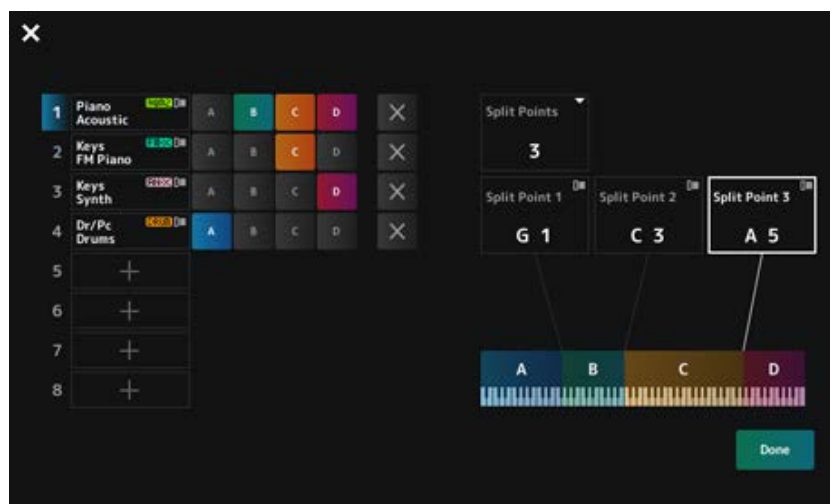 1 Piano Acoustic A B C D
2 Keys FM Piano A B C D
3 Keys Synth A B C D
4 Dr/Pc Drums DRUM A B C D
5
6
7
8
Split Points
3
Split Point 1 Split Point 2 Split Point 3
G 1 C 3 A 5
A B C D
Done